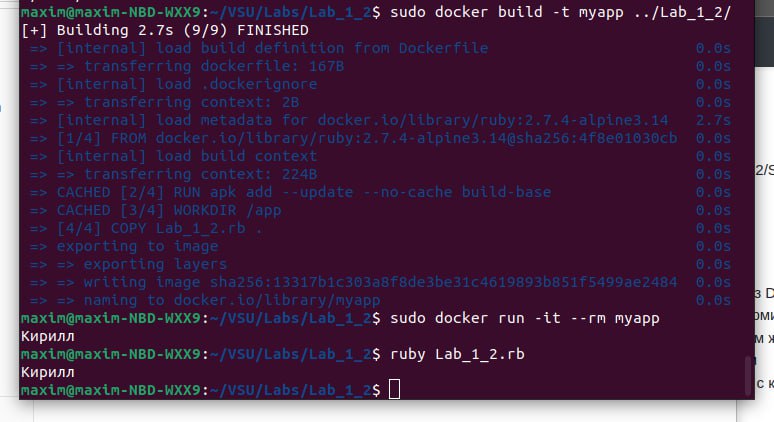 maxim@maxim-NBD-WXX9:~/VSU/Labs/Lab_1_2$ sudo docker build -t myapp ../Lab_1_2/
[+] Building 2.7s (9/9) FINISHED
=> [internal] load build definition from Dockerfile 0.0s
=> => transferring dockerfile: 167B 0.0s
=> [internal] load .dockerignore 0.0s
=> => transferring context: 2B 0.0s
=> [internal] load metadata for docker.io/library/ruby:2.7.4-alpine3.14 2.7s
=> [1/4] FROM docker.io/library/ruby:2.7.4-alpine3.14@sha256:4f8e01030cb 0.0s
=> [internal] load build context 0.0s
=> => transferring context: 224B 0.0s
=> CACHED [2/4] RUN apk add --update --no-cache build-base 0.0s
=> CACHED [3/4] WORKDIR /app 0.0s
=> [4/4] COPY Lab_1_2.rb . 0.0s
=> exporting to image 0.0s
=> => exporting layers 0.0s
=> => writing image sha256:13317b1c303a8f8de3be31c4619893b851f5499ae2484 0.0s
=> => naming to docker.io/library/myapp 0.0s
maxim@maxim-NBD-WXX9:~/VSU/Labs/Lab_1_2$ sudo docker run -it --rm myapp
Кирилл
maxim@maxim-NBD-WXX9:~/VSU/Labs/Lab_1_2$ ruby Lab_1_2.rb
Кирилл
maxim@maxim-NBD-WXX9:~/VSU/Labs/Lab_1_2$